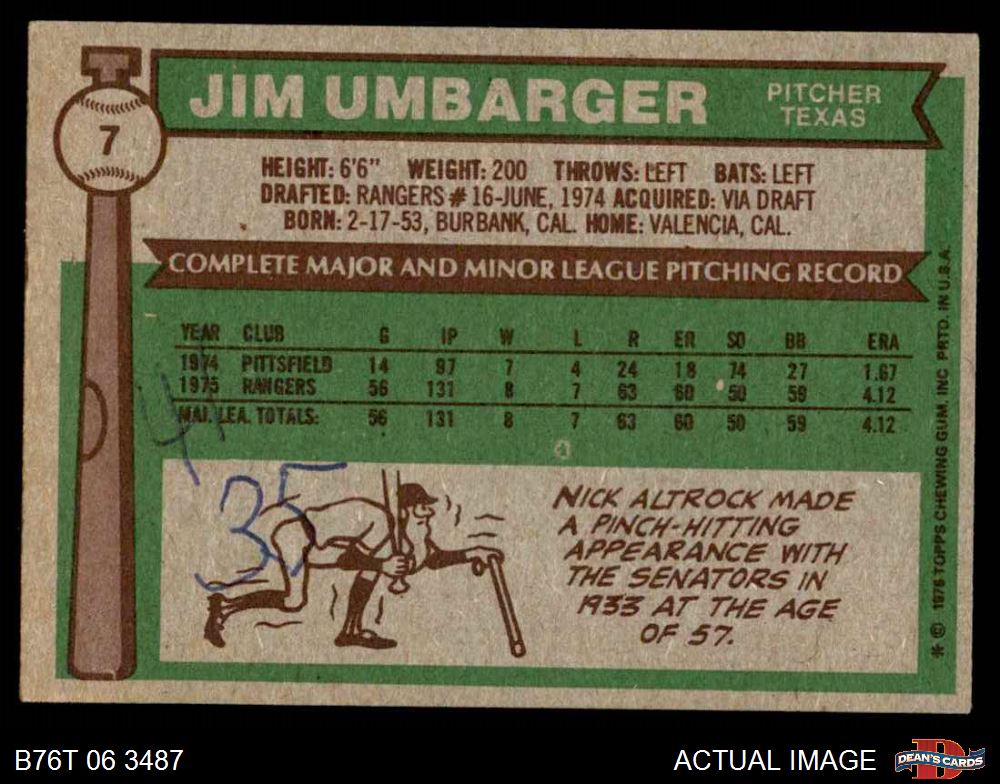 7
JIM UMBARGER
PITCHER
TEXAS
HEIGHT: 6'6" WEIGHT: 200 THROWS: LEFT BATS: LEFT
DRAFTED: RANGERS # 16-JUNE, 1974 ACQUIRED: VIA DRAFT
BORN: 2-17-53, BURBANK, CAL. HOME: VALENCIA, CAL.
COMPLETE MAJOR AND MINOR LEAGUE PITCHING RECORD
YEAR CLUB G IP W L R ER SO BB ERA
1974 PITTSFIELD 14 97 7 4 24 18 74 27 1.67
1975 RANGERS 56 131 8 7 63 60 50 59 4.12
MAJ. LEA. TOTALS: 56 131 8 7 63 60 50 59 4.12
35
NICK ALTROCK MADE
A PINCH-HITTING
APPEARANCE WITH
THE SENATORS IN
1933 AT THE AGE
OF 57.
* © 1976 TOPPS CHEWING GUM, INC. PRTD. IN U.S.A.
B76T 06 3487
ACTUAL IMAGE
D
DEAN'S CARDS